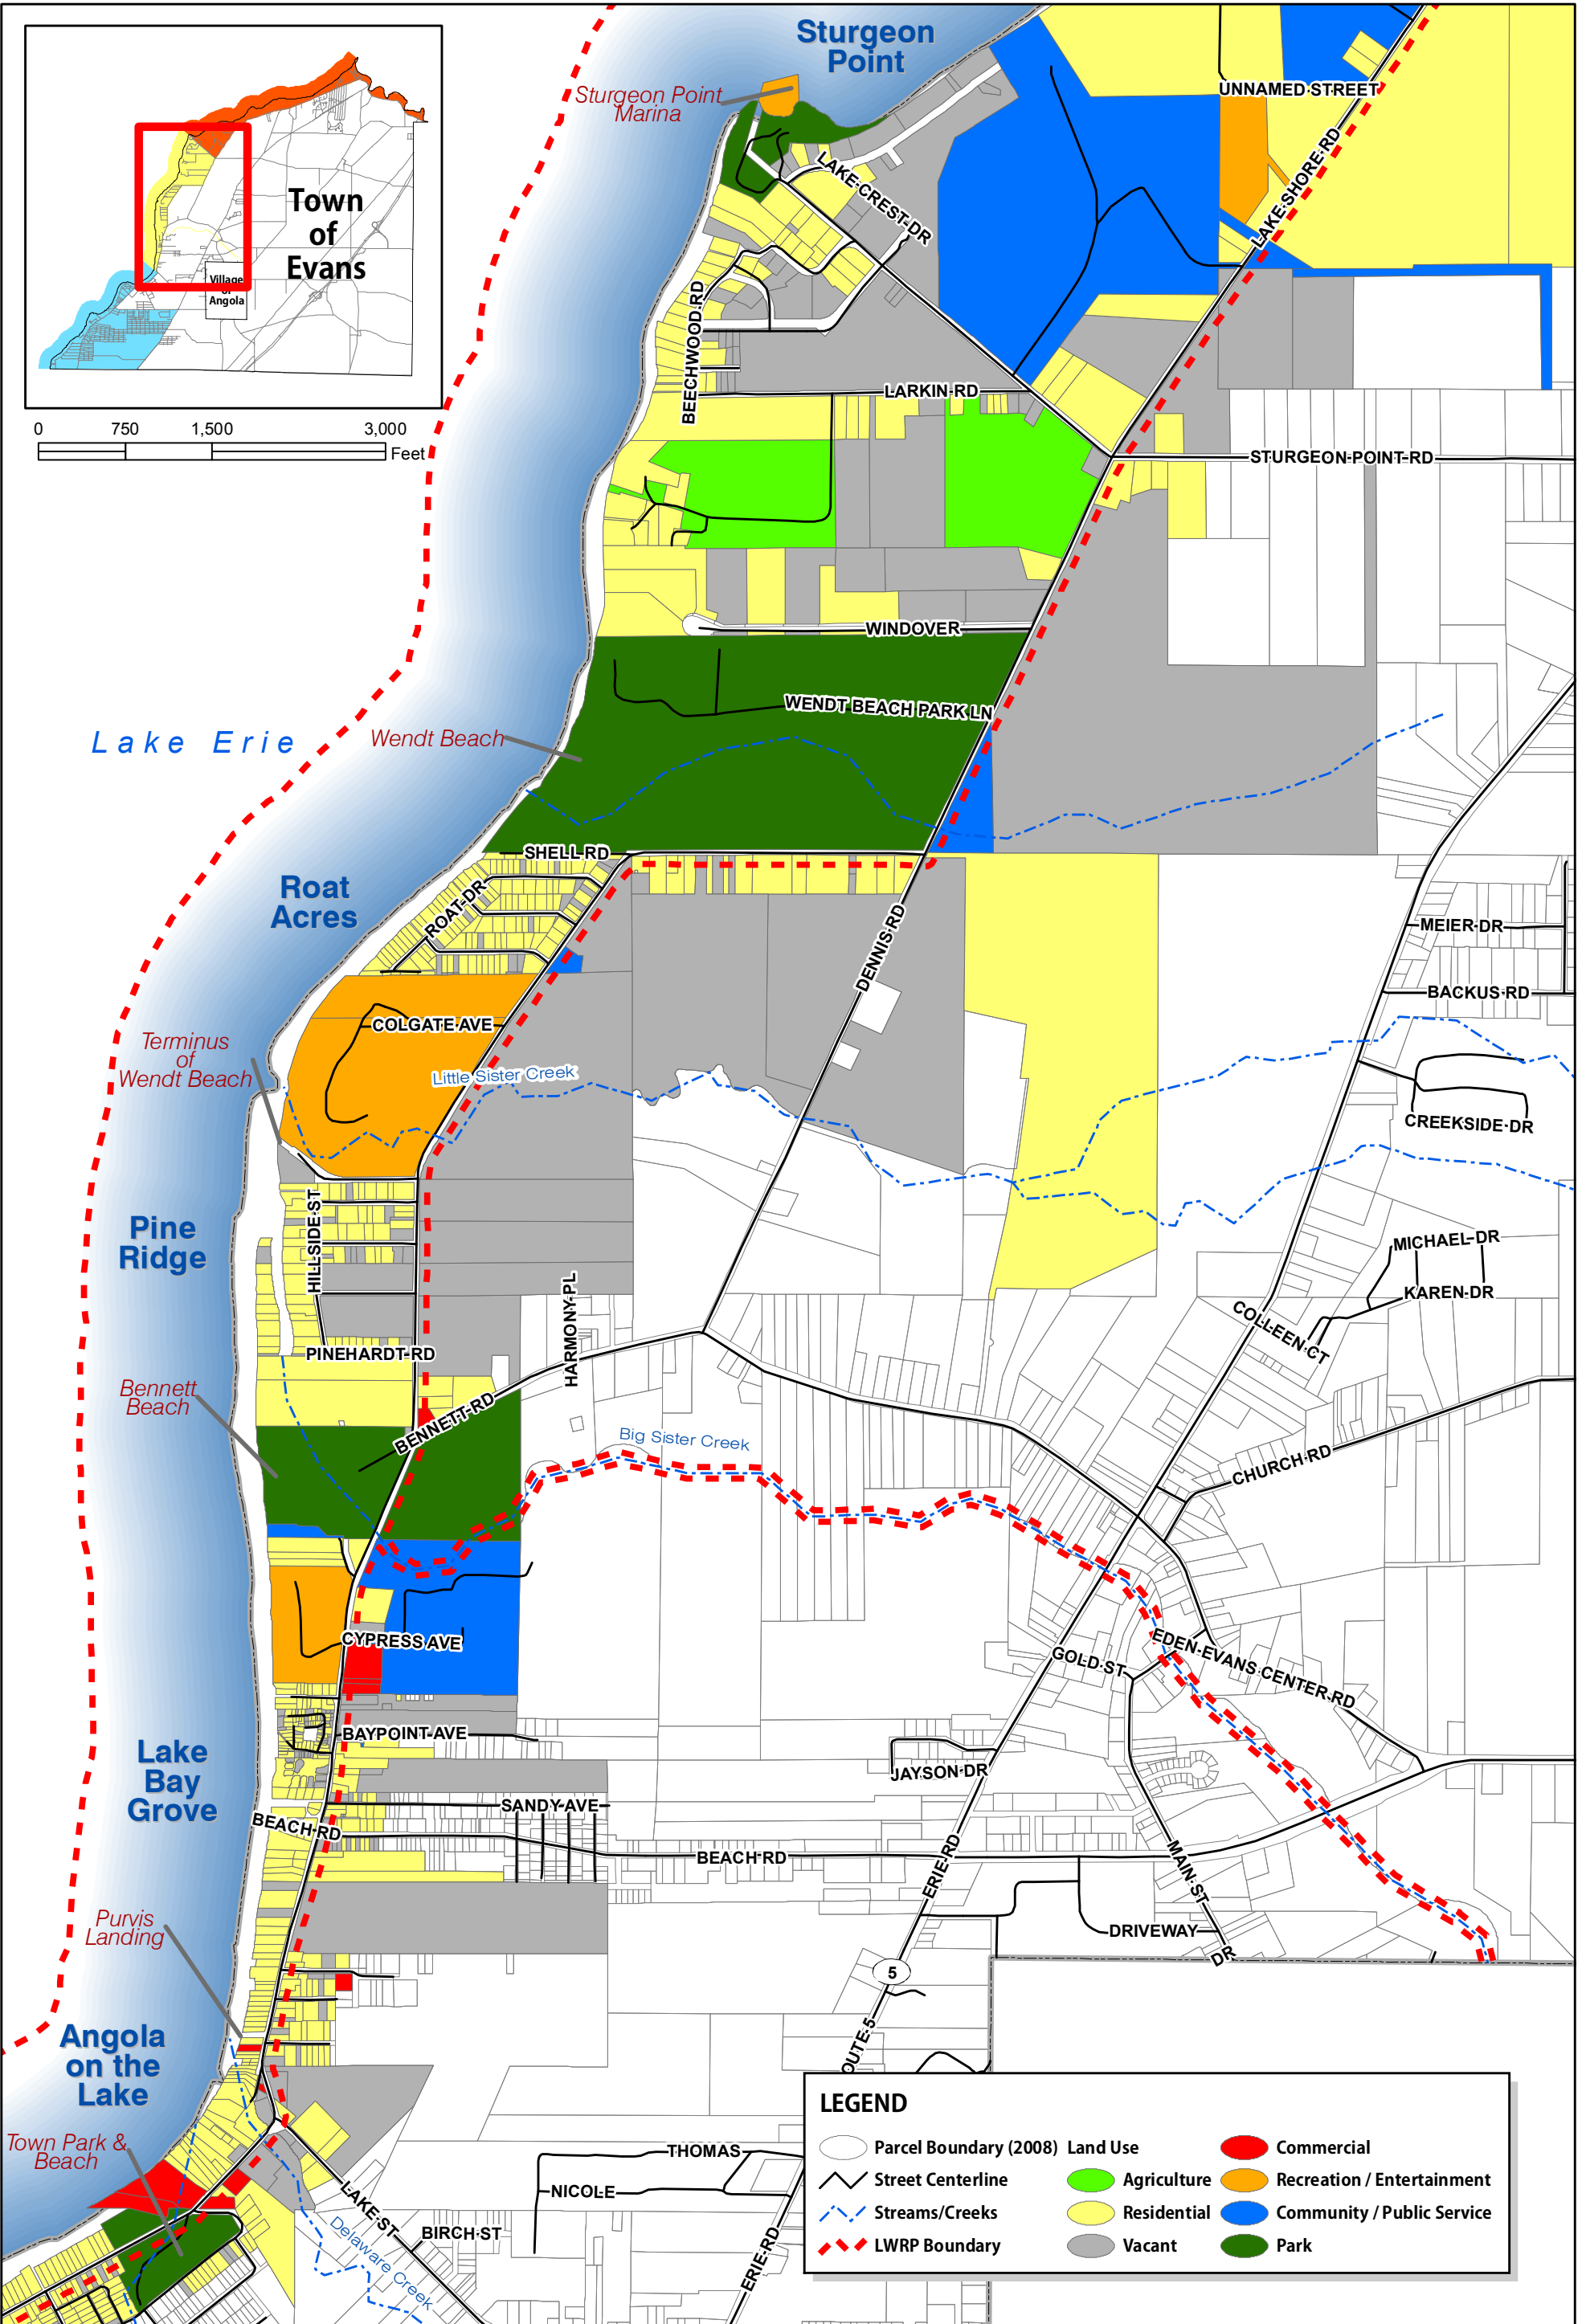 Sturgeon
Point
Sturgeon Point
Marina
UNNAMED STREET
LAKE SHORE RD
LAKE CREST DR
Town
of
Evans
Village
of
Angola
BEECHWOOD RD
LARKIN RD
0 750 1,500 3,000
Feet
STURGEON POINT RD
WINDOVER
WENDT BEACH PARK LN
Lake Erie
Wendt Beach
SHELL RD
Roat
Acres
ROAT DR
DENNIS RD
MEIER DR
BACKUS RD
COLGATE AVE
Terminus
of
Wendt Beach
Little Sister Creek
CREEKSIDE DR
Pine
Ridge
HILLSIDE ST
MICHAEL DR
KAREN DR
HARMONY PL
COLLEEN CT
PINEHARDT RD
Bennett
Beach
BENNETT RD
Big Sister Creek
CHURCH RD
CYPRESS AVE
GOLD ST
EDEN-EVANS CENTER RD
BAYPOINT AVE
Lake
Bay
Grove
JAYSON DR
SANDY AVE
BEACH RD
BEACH RD
ERIE RD
MAIN ST
Purvis
Landing
DRIVEWAY
DR
5
OUTE 5
Angola
on the
Lake
Town Park &
Beach
THOMAS
NICOLE
LAKE ST
BIRCH ST
Delaware Creek
ERIE RD
LEGEND
Parcel Boundary (2008)
Street Centerline
Streams/Creeks
LWRP Boundary
Land Use
Agriculture
Residential
Vacant
Commercial
Recreation / Entertainment
Community / Public Service
Park